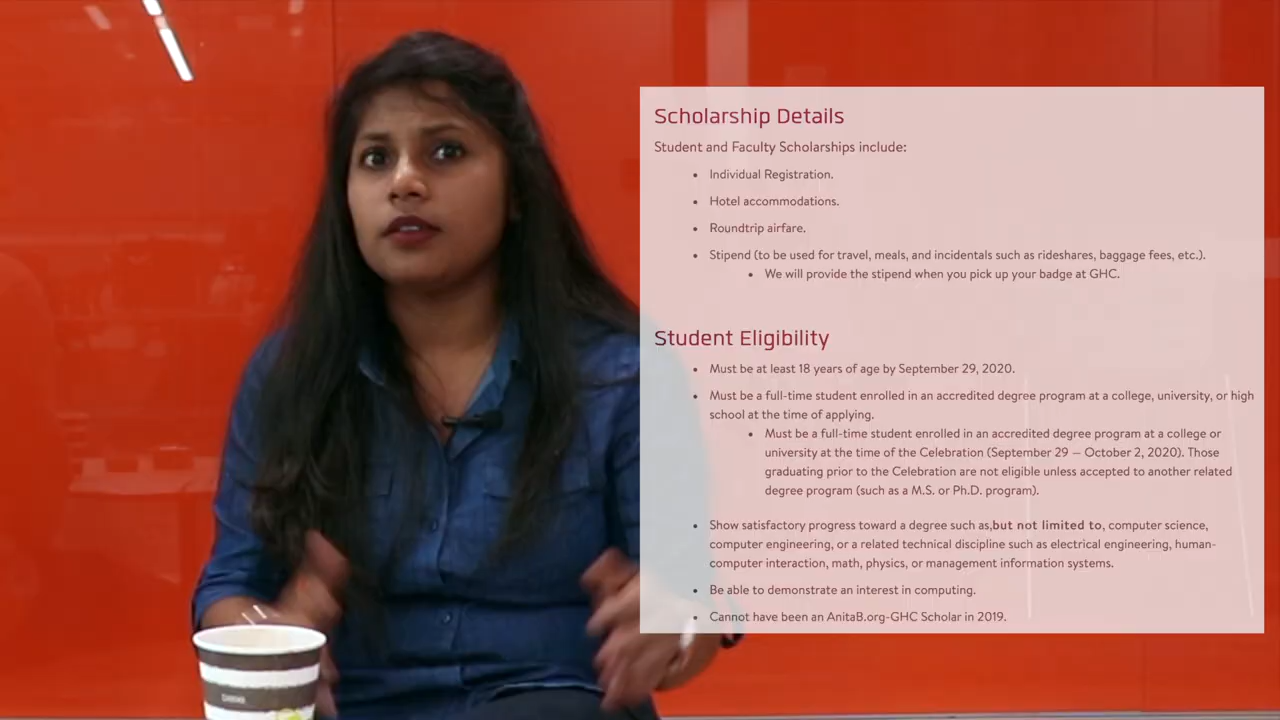 Scholarship Details
Student and Faculty Scholarships include:
• Individual Registration.
• Hotel accommodations.
• Roundtrip airfare.
• Stipend (to be used for travel, meals, and incidentals such as rideshares, baggage fees, etc.).
• We will provide the stipend when you pick up your badge at GHC.
Student Eligibility
• Must be at least 18 years of age by September 29, 2020.
• Must be a full-time student enrolled in an accredited degree program at a college, university, or high
school at the time of applying.
• Must be a full-time student enrolled in an accredited degree program at a college or
university at the time of the Celebration (September 29 — October 2, 2020). Those
graduating prior to the Celebration are not eligible unless accepted to another related
degree program (such as a M.S. or Ph.D. program).
• Show satisfactory progress toward a degree such as,but not limited to, computer science,
computer engineering, or a related technical discipline such as electrical engineering, human-
computer interaction, math, physics, or management information systems.
• Be able to demonstrate an interest in computing.
• Cannot have been an AnitaB.org-GHC Scholar in 2019.